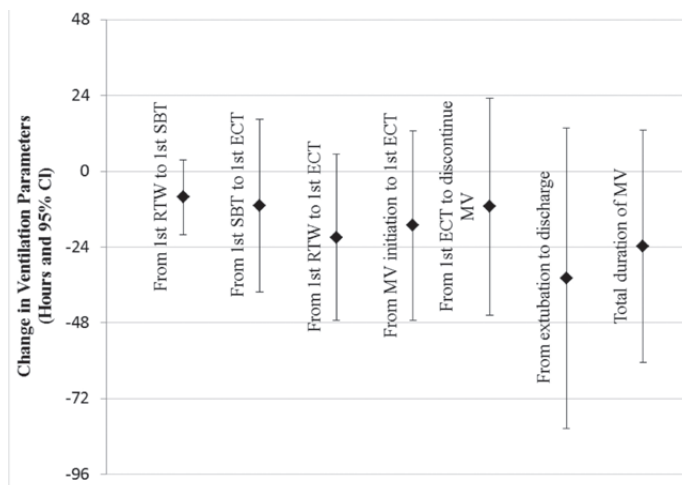 Change in Ventilation Parameters
(Hours and 95% CI)
48
24
0
-24
-48
-72
-96
From 1st RTW to 1st SBT
From 1st SBT to 1st ECT
From 1st RTW to 1st ECT
From MV initiation to 1st ECT
From 1st ECT to discontinue
MV
From extubation to discharge
Total duration of MV